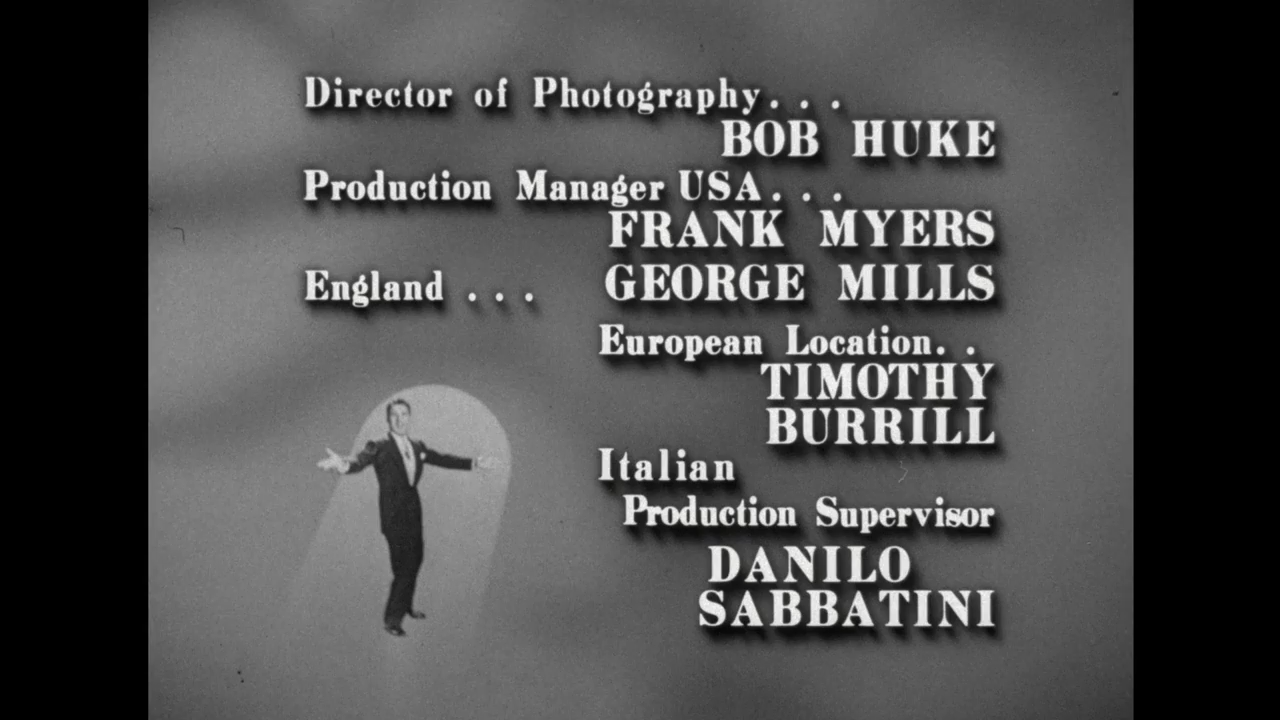 Director of Photography...
BOB HUKE
Production Manager USA...
FRANK MYERS
England ... GEORGE MILLS
European Location..
TIMOTHY
BURRILL
Italian
Production Supervisor
DANILO
SABBATINI